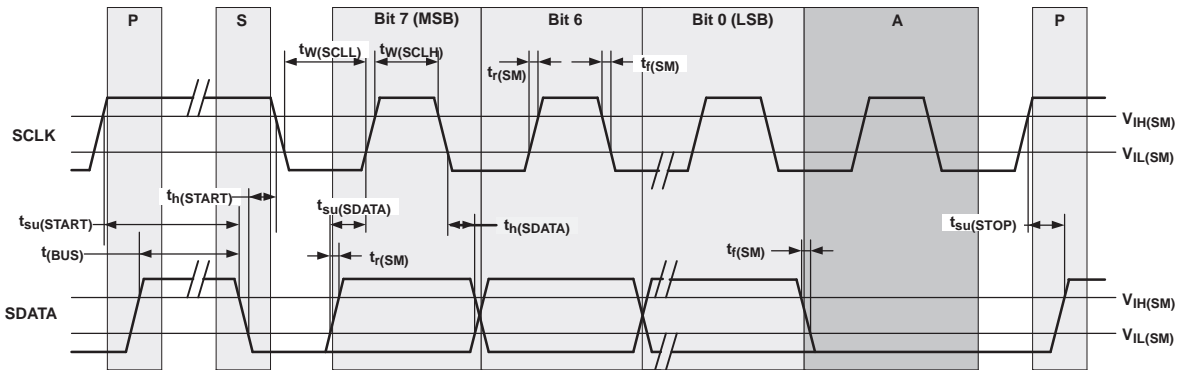 P S Bit 7 (MSB) Bit 6 Bit 0 (LSB) A P
tW(SCLL) tW(SCLH)
tr(SM) tf(SM)
SCLK
VIH(SM)
VIL(SM)
th(START)
tsu(START)
tsu(SDATA)
th(SDATA)
tsu(STOP)
t(BUS)
tr(SM)
tf(SM)
SDATA
VIH(SM)
VIL(SM)